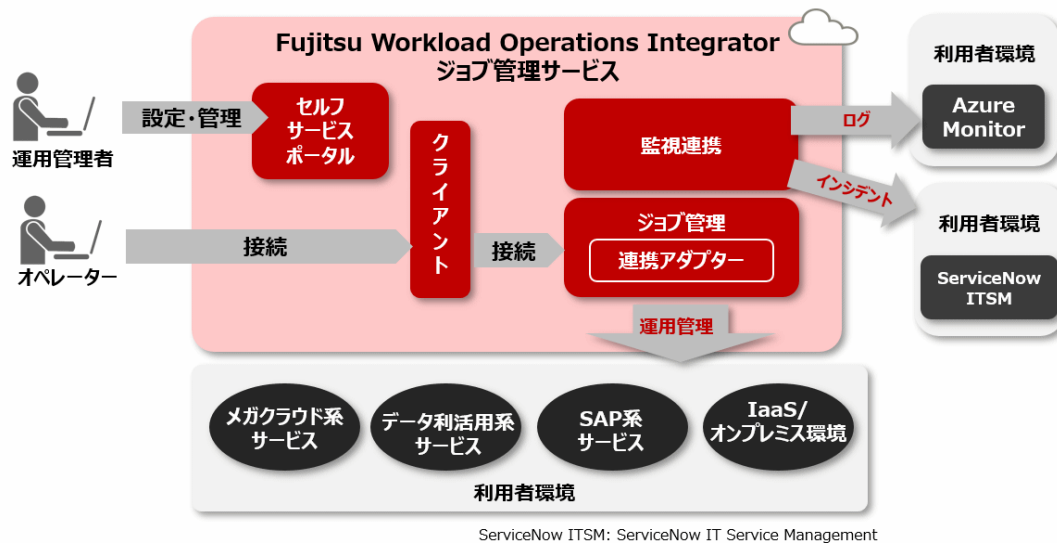 Fujitsu Workload Operations Integrator
ジョブ管理サービス
運用管理者
設定・管理
セルフ
サービス
ポータル
オペレーター
接続
クライアント
接続
監視連携
ジョブ管理
連携アダプター
運用管理
ログ
インシデント
利用者環境
Azure
Monitor
利用者環境
ServiceNow
ITSM
メガクラウド系
サービス
データ利活用系
サービス
SAP系
サービス
IaaS/
オンプレミス環境
利用者環境
ServiceNow ITSM: ServiceNow IT Service Management